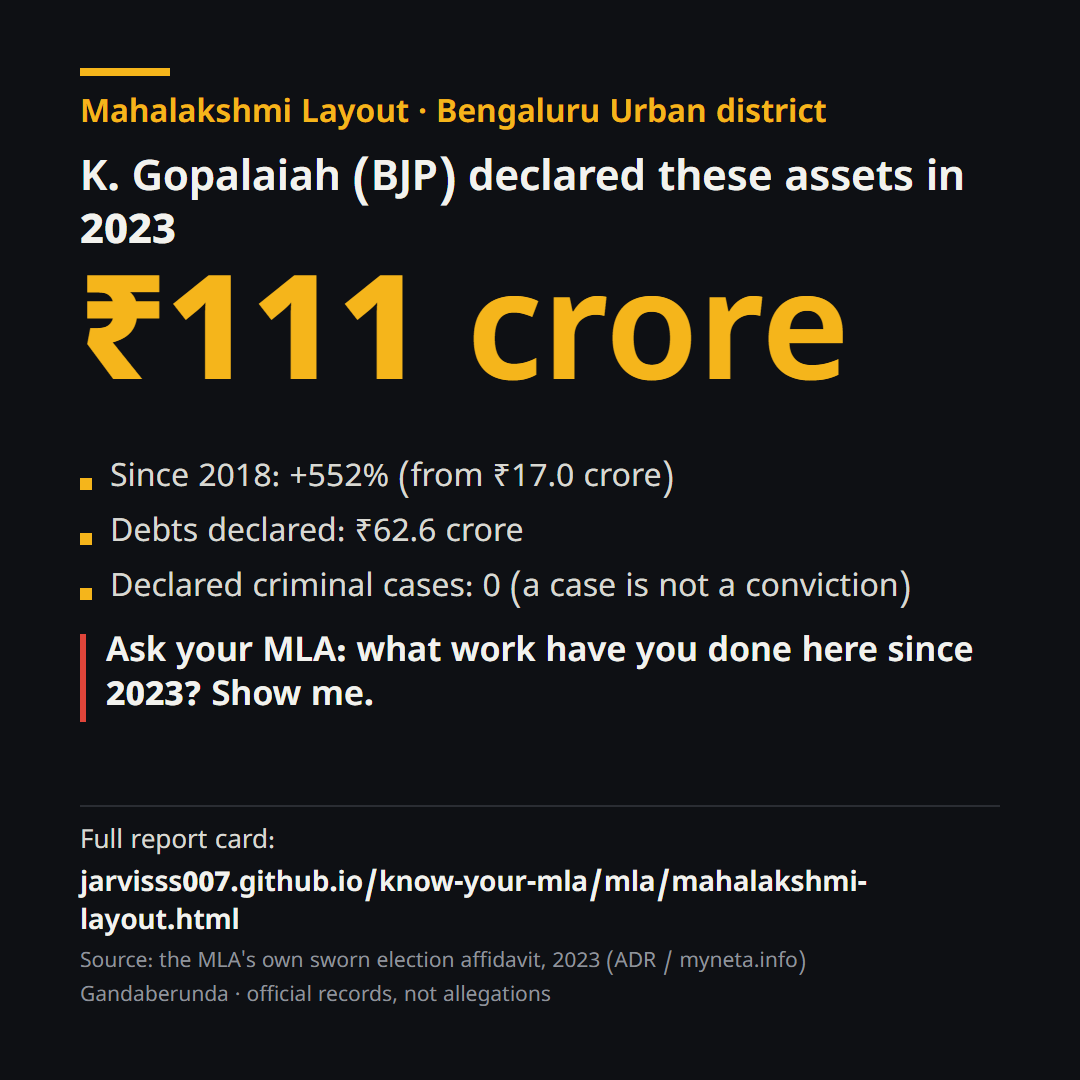 Mahalakshmi Layout · Bengaluru Urban district
K. Gopalaiah (BJP) declared these assets in
2023
₹111 crore
Since 2018: +552% (from ₹17.0 crore)
Debts declared: ₹62.6 crore
Declared criminal cases: 0 (a case is not a conviction)
Ask your MLA: what work have you done here since
2023? Show me.
Full report card:
jarvisss007.github.io/know-your-mla/mla/mahalakshmi-
layout.html
Source: the MLA's own sworn election affidavit, 2023 (ADR / myneta.info)
Gandaberunda · official records, not allegations